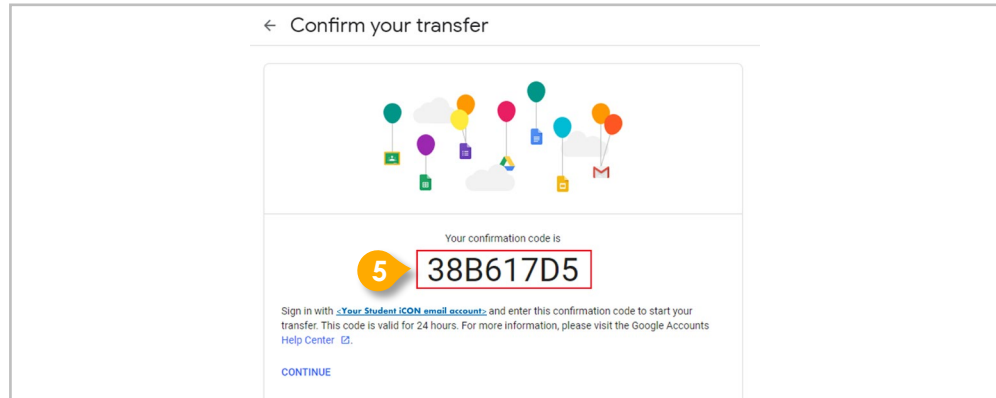 ← Confirm your transfer
Your confirmation code is
5
38B617D5
Sign in with <Your Student iCON email account> and enter this confirmation code to start your
transfer. This code is valid for 24 hours. For more information, please visit the Google Accounts
Help Center.
CONTINUE